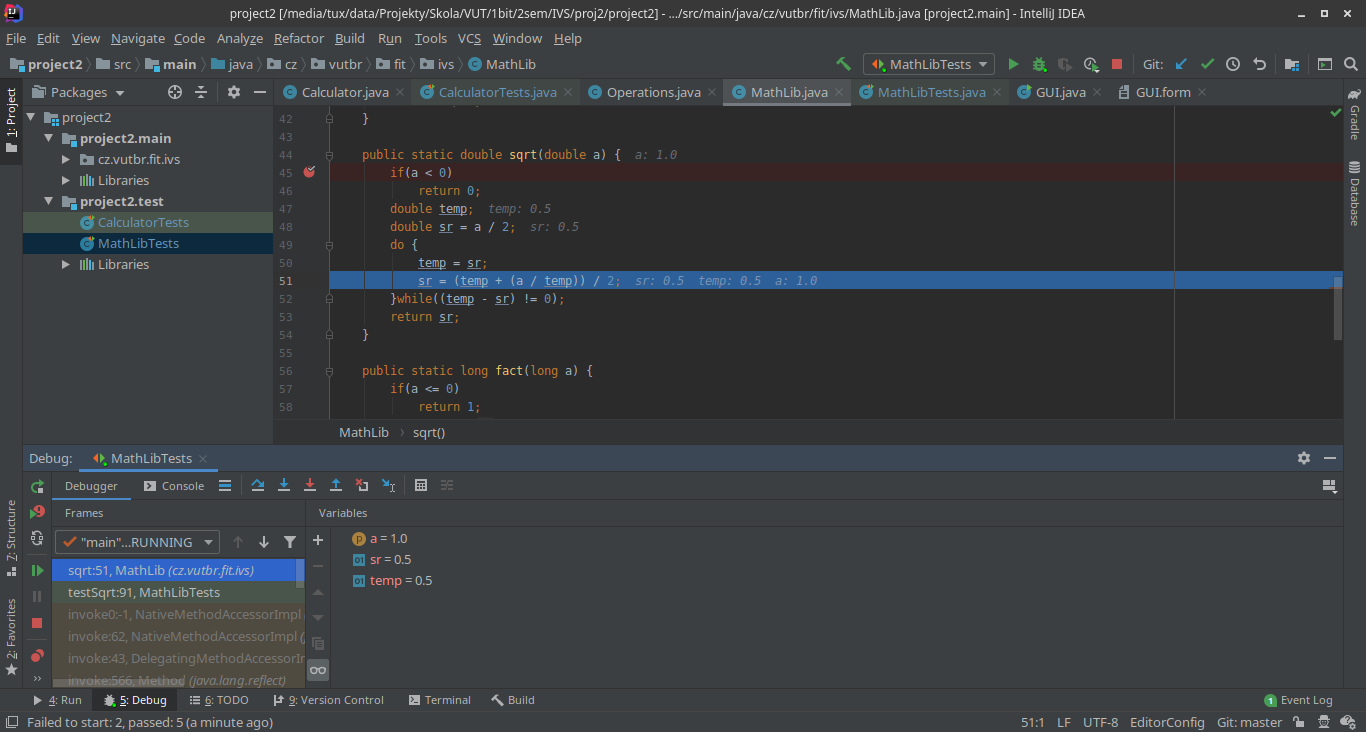 project2 [/media/tux/data/Projekty/Skola/VUT/1bit/2sem/IVS/proj2/project2] - .../src/main/java/cz/vutbr/fit/ivs/MathLib.java [project2.main] - IntelliJ IDEA
File Edit View Navigate Code Analyze Refactor Build Run Tools VCS Window Help
project2 src main java cz vutbr fit ivs MathLib MathLibTests Git:
1: Project
Packages
Calculator.java CalculatorTests.java Operations.java MathLib.java MathLibTests.java GUI.java GUI.form
project2
project2.main
cz.vutbr.fit.ivs
Libraries
project2.test
CalculatorTests
MathLibTests
Libraries
42 }
43
44 public static double sqrt(double a) { a: 1.0
45 if(a < 0)
46 return 0;
47 double temp; temp: 0.5
48 double sr = a / 2; sr: 0.5
49 do {
50 temp = sr;
51 sr = (temp + (a / temp)) / 2; sr: 0.5 temp: 0.5 a: 1.0
52 }while((temp - sr) != 0);
53 return sr;
54 }
55
56 public static long fact(long a) {
57 if(a <= 0)
58 return 1;
MathLib sqrt()
Gradle
Database
Debug: MathLibTests
Debugger Console
Frames
Variables
"main"...RUNNING
sqrt:51, MathLib (cz.vutbr.fit.ivs)
testSqrt:91, MathLibTests
invoke0:-1, NativeMethodAccessorImpl
invoke:62, NativeMethodAccessorImpl (
invoke:43, DelegatingMethodAccessorIr
invoke:566, Method (java.lang.reflect)
p a = 1.0
01 sr = 0.5
01 temp = 0.5
7: Structure
2: Favorites
4: Run 5: Debug 6: TODO 9: Version Control Terminal Build 1 Event Log
Failed to start: 2, passed: 5 (a minute ago) 51:1 LF UTF-8 EditorConfig Git: master